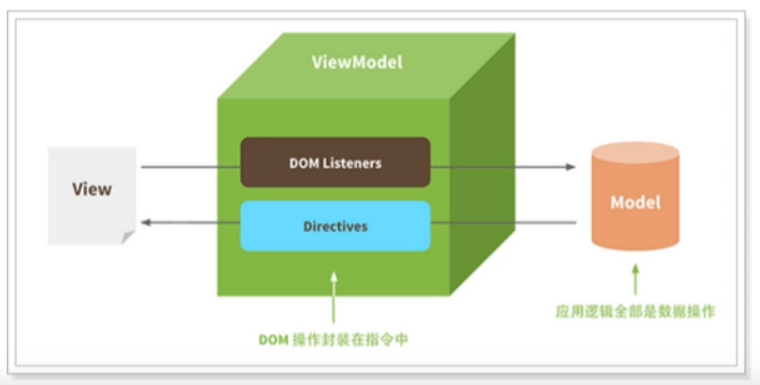 ViewModel
DOM Listeners
View
Model
Directives
应用逻辑全部是数据操作
DOM 操作封装在指令中